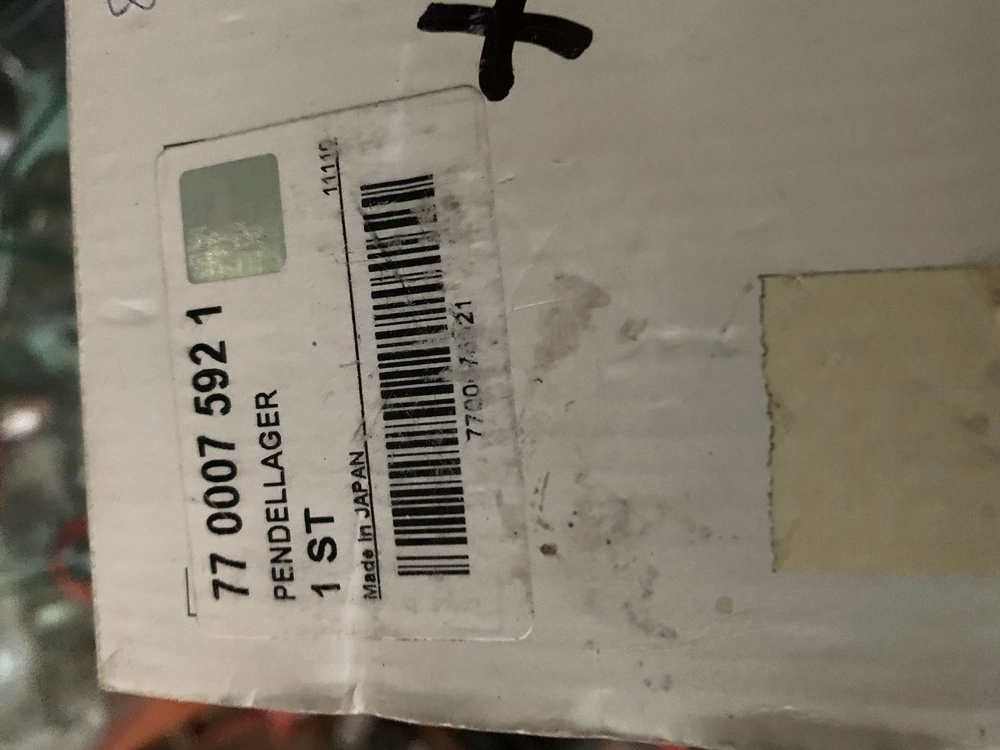 77 0007 592 1
PENDELLAGER
1 ST
Made In JAPAN